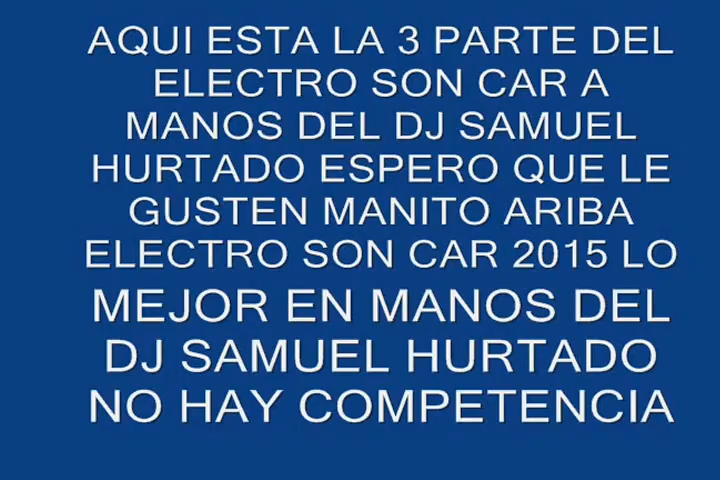 AQUI ESTA LA 3 PARTE DEL
ELECTRO SON CAR A
MANOS DEL DJ SAMUEL
HURTADO ESPERO QUE LE
GUSTEN MANITO ARIBA
ELECTRO SON CAR 2015 LO
MEJOR EN MANOS DEL
DJ SAMUEL HURTADO
NO HAY COMPETENCIA